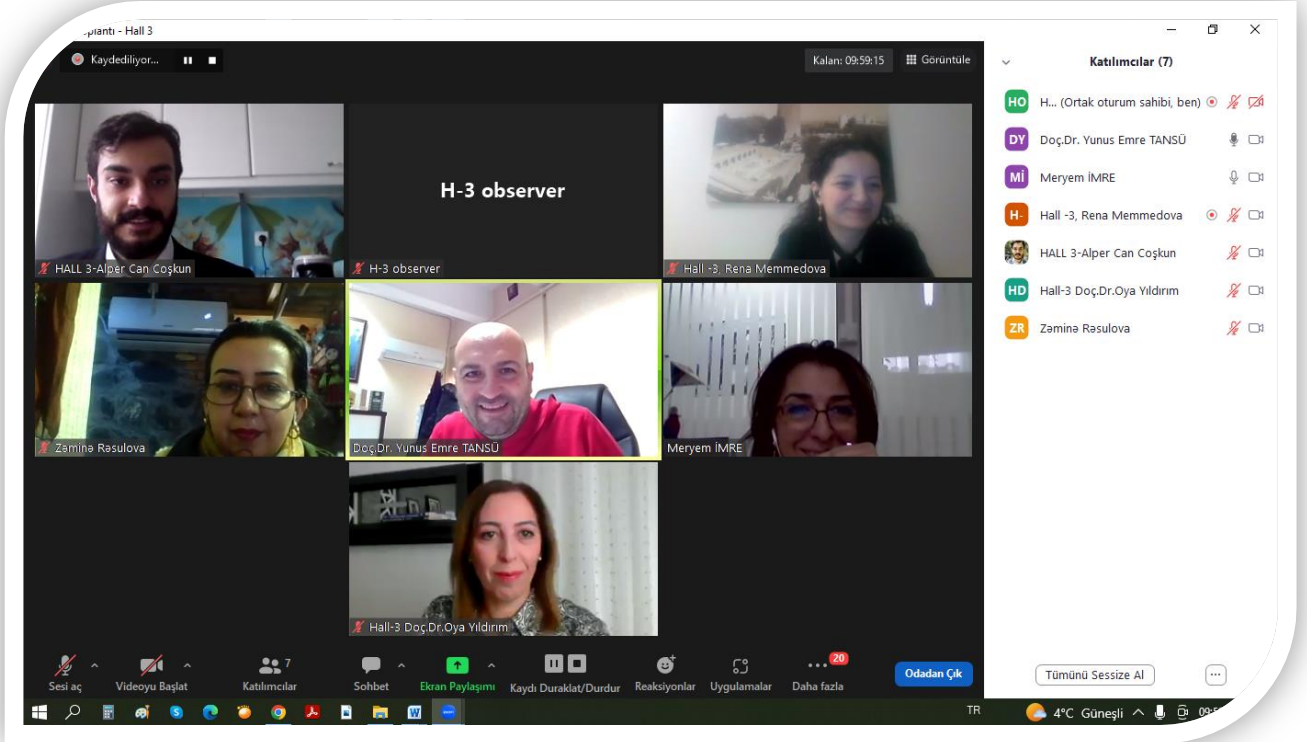 - Hall 3
Kaydediliyor...
Kalan: 09:59:15
Görüntüle
HALL 3-Alper Can Coşkun
H-3 observer
H-3 observer
Hall -3, Rena Memmedova
Zəminə Rəsulova
Doç.Dr. Yunus Emre TANSÜ
Meryem İMRE
Hall-3 Doç.Dr.Oya Yıldırım
Katılımcılar (7)
HO H... (Ortak oturum sahibi, ben)
DY Doç.Dr. Yunus Emre TANSÜ
Mİ Meryem İMRE
H- Hall -3, Rena Memmedova
HALL 3-Alper Can Coşkun
HD Hall-3 Doç.Dr.Oya Yıldırım
ZR Zəminə Rəsulova
Sesi aç
Videoyu Başlat
7
Katılımcılar
Sohbet
Ekran Paylaşımı
Kaydı Duraklat/Durdur
Reaksiyonlar
Uygulamalar
20
Daha fazla
Odadan Çık
Tümünü Sessize Al
TR
4°C Güneşli